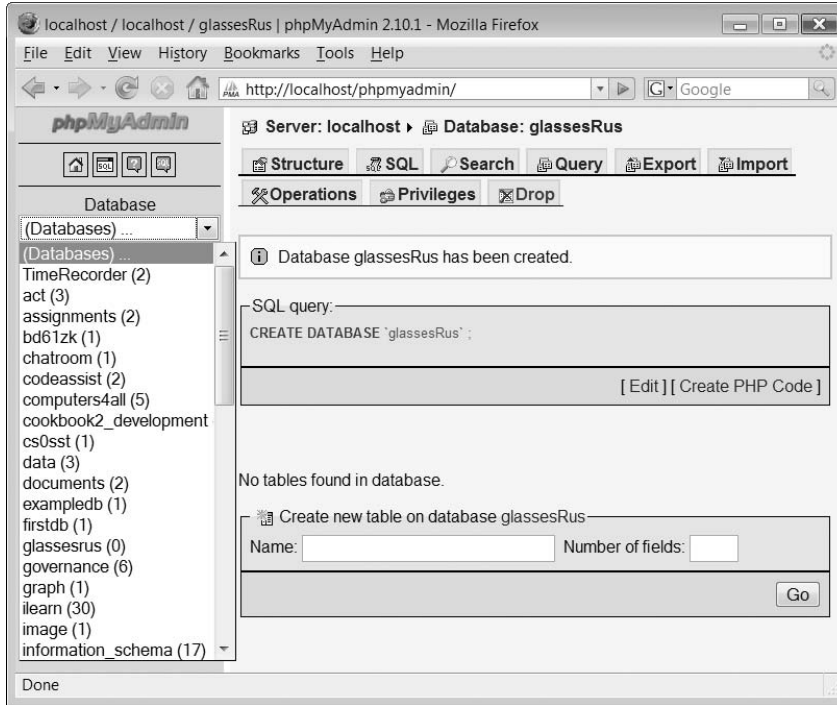 localhost / localhost / glassesRus | phpMyAdmin 2.10.1 - Mozilla Firefox
File Edit View History Bookmarks Tools Help
http://localhost/phpmyadmin/
G Google
phpMyAdmin
SQL
Database
(Databases) ...
(Databases) ...
TimeRecorder (2)
act (3)
assignments (2)
bd61zk (1)
chatroom (1)
codeassist (2)
computers4all (5)
cookbook2_development
cs0sst (1)
data (3)
documents (2)
exampledb (1)
firstdb (1)
glassesrus (0)
governance (6)
graph (1)
ilearn (30)
image (1)
information_schema (17)
Server: localhost Database: glassesRus
Structure SQL Search Query Export Import
Operations Privileges Drop
Database glassesRus has been created.
SQL query:
CREATE DATABASE `glassesRus` ;
[ Edit ] [ Create PHP Code ]
No tables found in database.
Create new table on database glassesRus
Name: Number of fields:
Go
Done